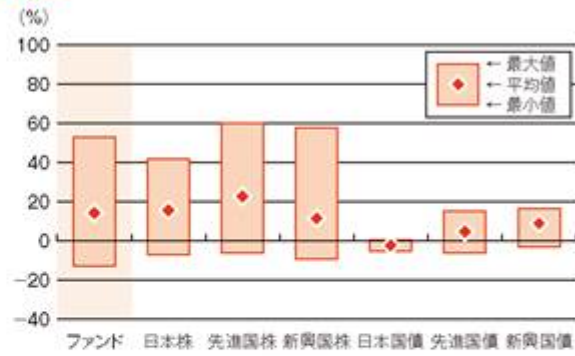 (%)
100
80
60
40
20
0
-20
-40
← 最大値
← 平均値
← 最小値
ファンド 日本株 先進国株 新興国株 日本国債 先進国債 新興国債